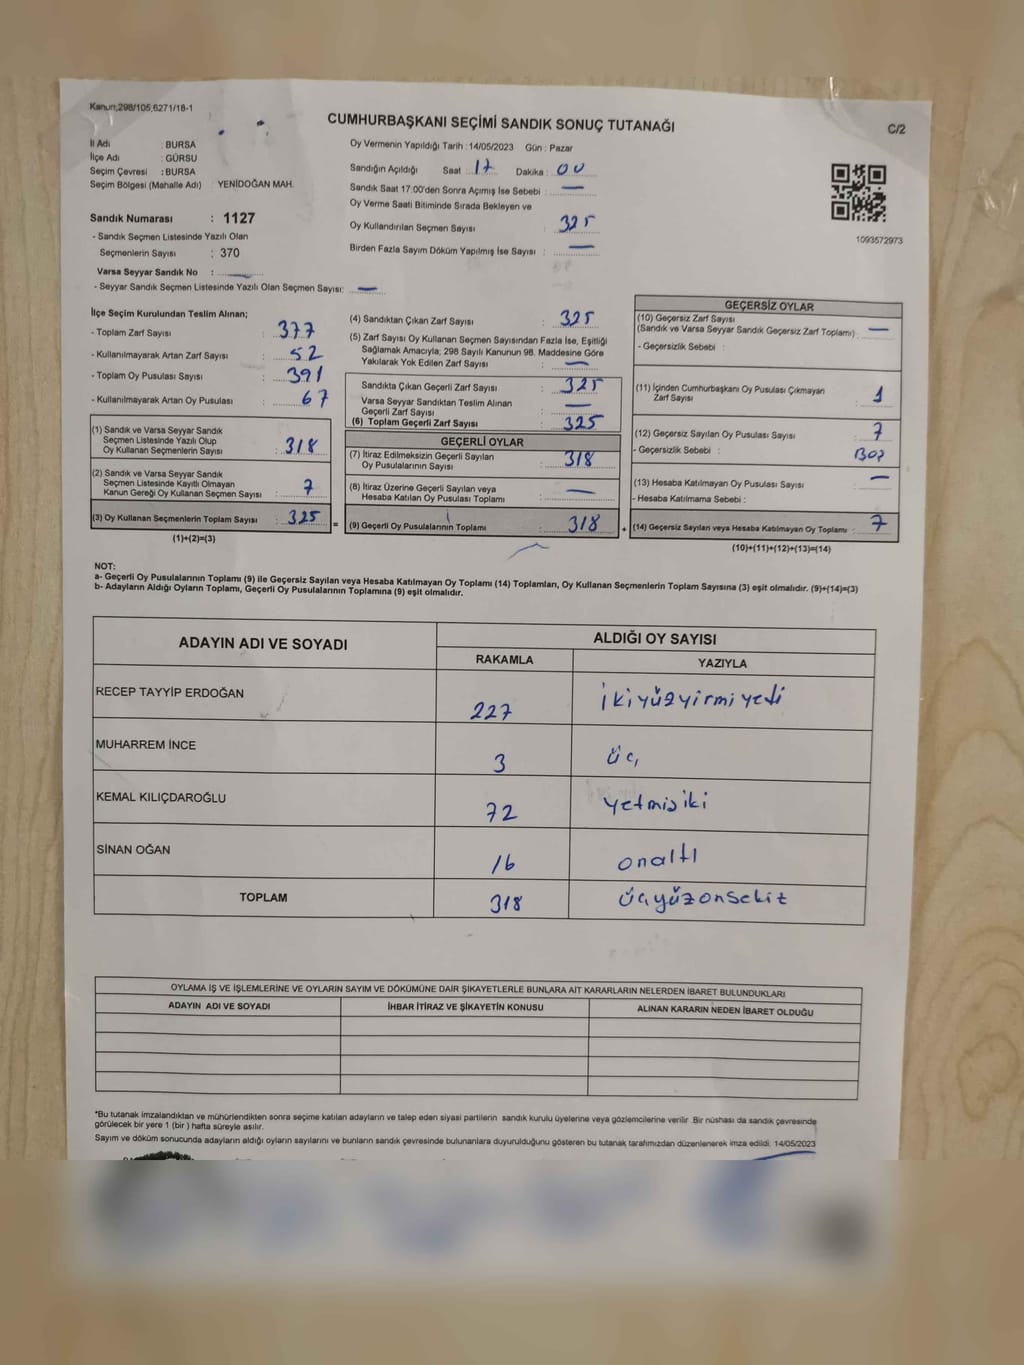 Kanun;298/105,6271/18-1
CUMHURBAŞKANI SEÇİMİ SANDIK SONUÇ TUTANAĞI
C/2
İl Adı : BURSA
İlçe Adı : GÜRSU
Seçim Çevresi : BURSA
Seçim Bölgesi (Mahalle Adı) : YENİDOĞAN MAH.
Sandık Numarası : 1127
- Sandık Seçmen Listesinde Yazılı Olan
Seçmenlerin Sayısı : 370
Varsa Seyyar Sandık No : —
- Seyyar Sandık Seçmen Listesinde Yazılı Olan Seçmen Sayısı: —
Oy Vermenin Yapıldığı Tarih : 14/05/2023 Gün : Pazar
Sandığın Açıldığı Saat : 17 Dakika : 00
Sandık Saat 17.00'den Sonra Açımış İse Sebebi : —
Oy Verme Saati Bitiminde Sırada Bekleyen ve
Oy Kullandırılan Seçmen Sayısı : 325
Birden Fazla Sayım Döküm Yapılmış İse Sayısı : —
1093572973
İlçe Seçim Kurulundan Teslim Alınan;
- Toplam Zarf Sayısı : 377
- Kullanılmayarak Artan Zarf Sayısı : 52
- Toplam Oy Pusulası Sayısı : 391
- Kullanılmayarak Artan Oy Pusulası : 67
(1) Sandık ve Varsa Seyyar Sandık
Seçmen Listesinde Yazılı Olup
Oy Kullanan Seçmenlerin Sayısı : 318
(2) Sandık ve Varsa Seyyar Sandık
Seçmen Listesinde Kayıtlı Olmayan
Kanun Gereği Oy Kullanan Seçmen Sayısı : 7
(3) Oy Kullanan Seçmenlerin Toplam Sayısı : 325
(1)+(2)=(3)
(4) Sandıktan Çıkan Zarf Sayısı : 325
(5) Zarf Sayısı Oy Kullanan Seçmen Sayısından Fazla İse, Eşitliği
Sağlamak Amacıyla, 298 Sayılı Kanunun 98. Maddesine Göre
Yakılarak Yok Edilen Zarf Sayısı : —
Sandıkta Çıkan Geçerli Zarf Sayısı : 325
Varsa Seyyar Sandıktan Teslim Alınan
Geçerli Zarf Sayısı : —
(6) Toplam Geçerli Zarf Sayısı : 325
GEÇERLİ OYLAR
(7) İtiraz Edilmeksizin Geçerli Sayılan
Oy Pusulalarının Sayısı : 318
(8) İtiraz Üzerine Geçerli Sayılan veya
Hesaba Katılan Oy Pusulası Toplamı : —
= (9) Geçerli Oy Pusulalarının Toplamı : 318 +
GEÇERSİZ OYLAR
(10) Geçersiz Zarf Sayısı
(Sandık ve Varsa Seyyar Sandık Geçersiz Zarf Toplamı) : —
- Geçersizlik Sebebi :
(11) İçinden Cumhurbaşkanı Oy Pusulası Çıkmayan
Zarf Sayısı : 1
(12) Geçersiz Sayılan Oy Pusulası Sayısı : 7
- Geçersizlik Sebebi :
(13) Hesaba Katılmayan Oy Pusulası Sayısı : —
- Hesaba Katılmama Sebebi :
(14) Geçersiz Sayılan veya Hesaba Katılmayan Oy Toplamı : 7
(10)+(11)+(12)+(13)=(14)
NOT:
a- Geçerli Oy Pusulalarının Toplamı (9) ile Geçersiz Sayılan veya Hesaba Katılmayan Oy Toplamı (14) Toplamları, Oy Kullanan Seçmenlerin Toplam Sayısına (3) eşit olmalıdır. (9)+(14)=(3)
b- Adayların Aldığı Oyların Toplamı, Geçerli Oy Pusulalarının Toplamına (9) eşit olmalıdır.
ADAYIN ADI VE SOYADI ALDIĞI OY SAYISI
RAKAMLA YAZIYLA
RECEP TAYYİP ERDOĞAN 227 ikiyüzyirmiyedi
MUHARREM İNCE 3 üç
KEMAL KILIÇDAROĞLU 72 yetmişiki
SİNAN OĞAN 16 onaltı
TOPLAM 318 üçyüzonsekiz
OYLAMA İŞ VE İŞLEMLERİNE VE OYLARIN SAYIM VE DÖKÜMÜNE DAİR ŞİKAYETLERLE BUNLARA AİT KARARLARIN NELERDEN İBARET BULUNDUKLARI
ADAYIN ADI VE SOYADI İHBAR İTİRAZ VE ŞİKAYETİN KONUSU ALINAN KARARIN NEDEN İBARET OLDUĞU
*Bu tutanak imzalandıktan ve mühürlendikten sonra seçime katılan adayların ve talep eden siyasi partilerin sandık kurulu üyelerine veya gözlemcilerine verilir. Bir nüshası da sandık çevresinde
görülecek bir yere 1 (bir) hafta süreyle asılır.
Sayım ve döküm sonucunda adayların aldığı oyların sayılarını ve bunların sandık çevresinde bulunanlara duyurulduğunu gösteren bu tutanak tarafımızdan düzenlenerek imza edildi. 14/05/2023